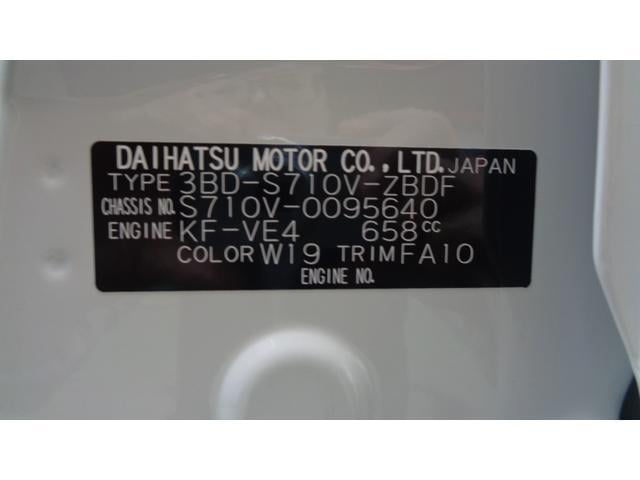 DAIHATSU MOTOR CO., LTD. JAPAN
TYPE 3BD-S710V-ZBDF
CHASSIS NO. S710V-0095640
ENGINE KF-VE4 658cc
COLOR W19 TRIM FA10
ENGINE NO.